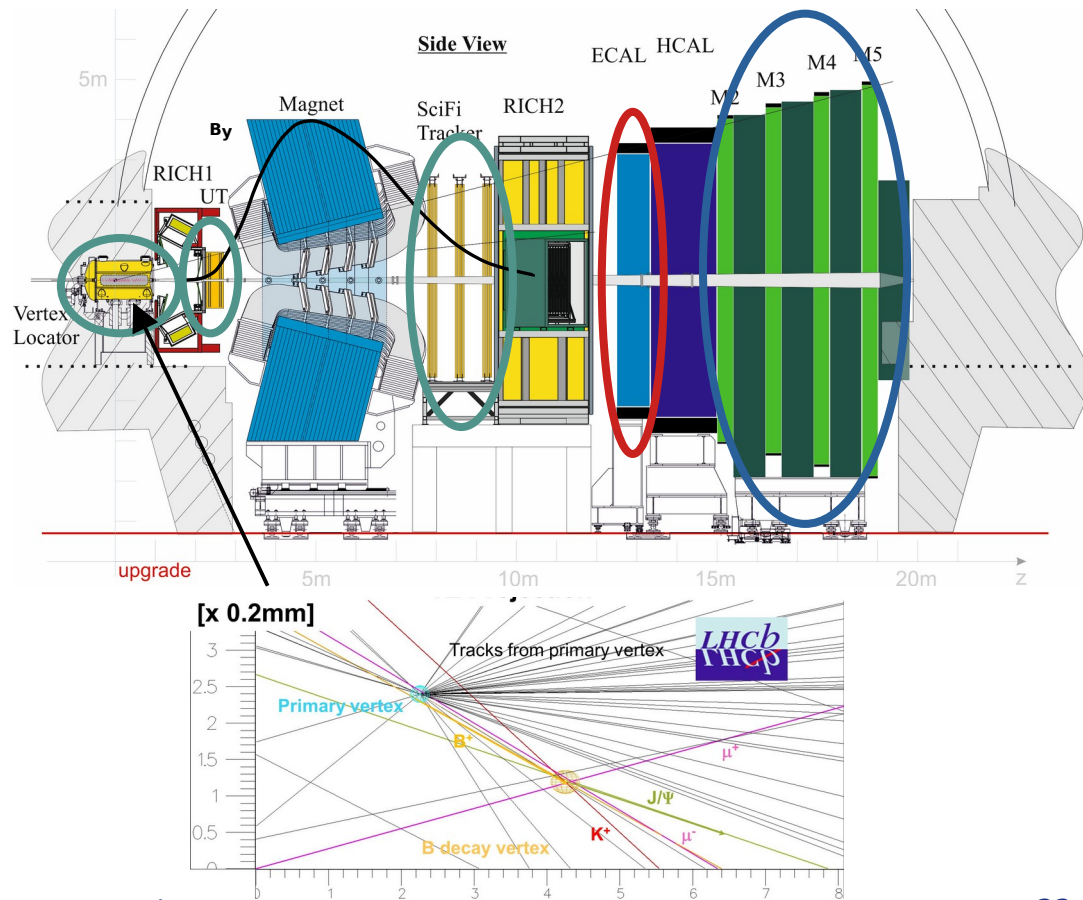 Side View
ECAL
HCAL
M5
M4
M3
M2
5m
Magnet
SciFi
Tracker
RICH2
By
RICH1
UT
Vertex
Locator
upgrade
5m
10m
15m
20m
z
[x 0.2mm]
LHCb
LHCb
Tracks from primary vertex
Primary vertex
B+
μ+
J/Ψ
K+
μ-
B decay vertex
3
2.5
2
1.5
1
0.5
0
0 1 2 3 4 5 6 7 8